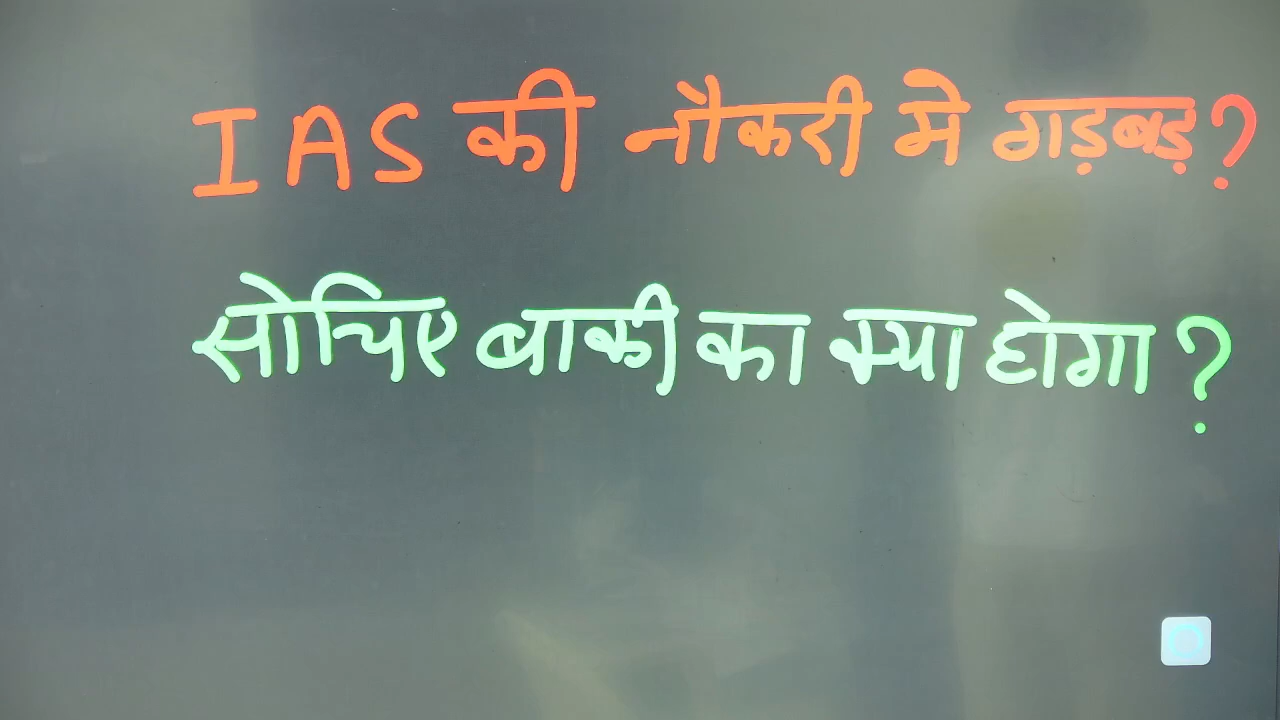 IAS की नौकरी मे गड़बड़?
सोचिए बाकी का क्या होगा?